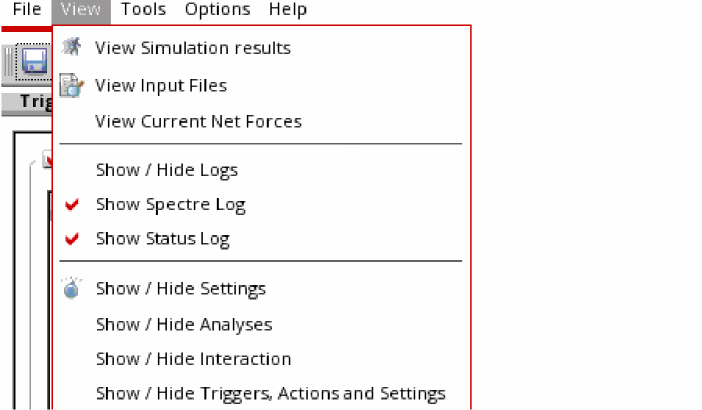 File View Tools Options Help
View Simulation results
View Input Files
Trig
View Current Net Forces
Show / Hide Logs
Show Spectre Log
Show Status Log
Show / Hide Settings
Show / Hide Analyses
Show / Hide Interaction
Show / Hide Triggers, Actions and Settings